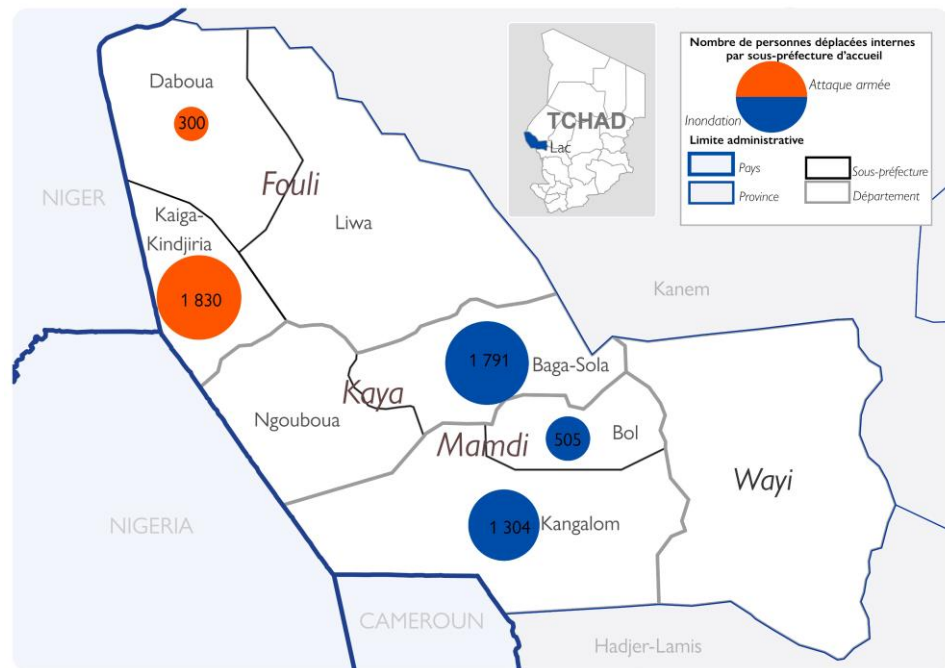 Nombre de personnes déplacées internes
par sous-préfecture d'accueil
Attaque armée
Inondation
Limite administrative
Pays
Sous-préfecture
Province
Département
TCHAD
Lac
Daboua
300
Fouli
NIGER
Kaiga-
Kindjiria
Liwa
1 830
Kanem
1 791
Baga-Sola
Kaya
Ngouboua
Mamdi
505
Bol
Wayi
1 304
Kangalom
NIGERIA
CAMEROUN
Hadjer-Lamis